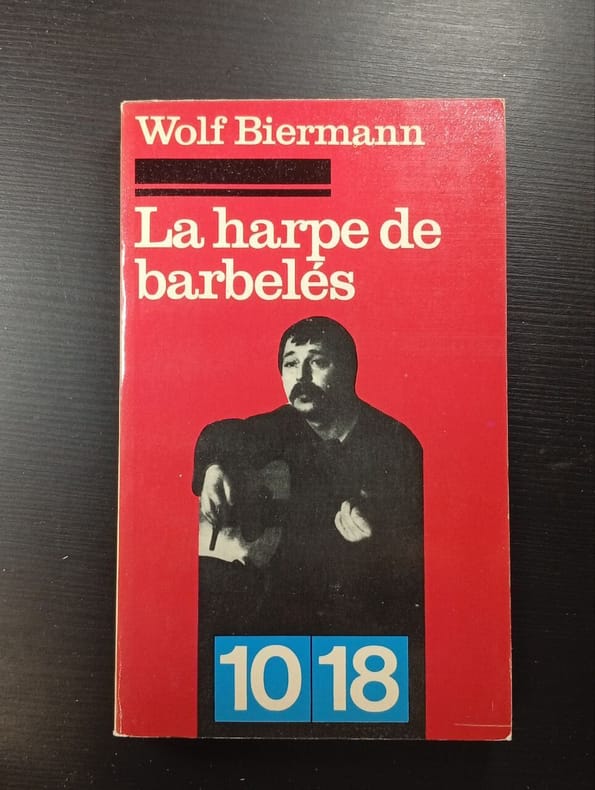 Wolf Biermann
La harpe de
barbelés
10 18